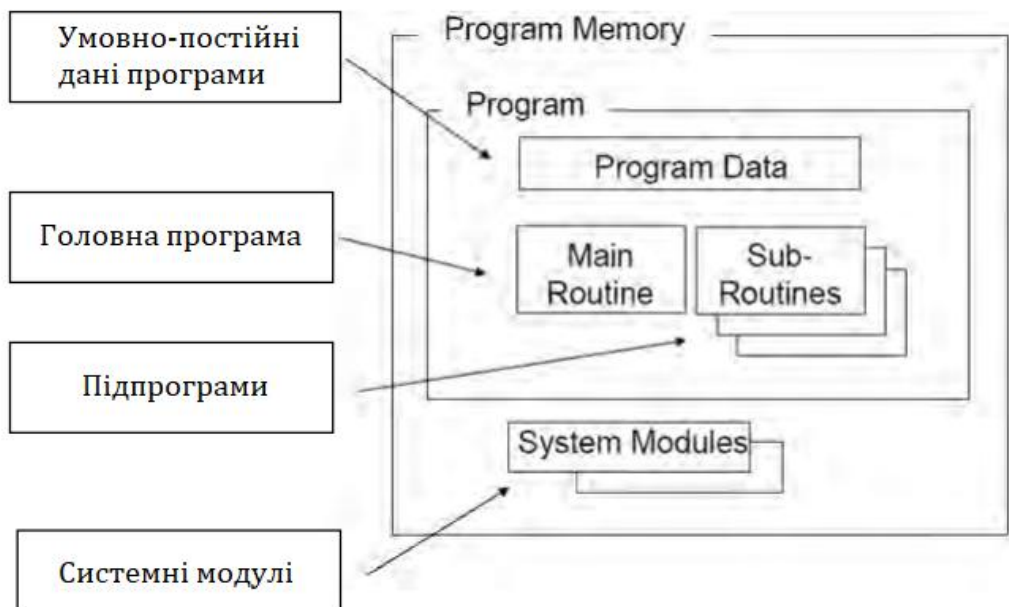 Умовно-постійні
дані програми
Головна програма
Підпрограми
Системні модулі
Program Memory
Program
Program Data
Main
Routine
Sub-
Routines
System Modules